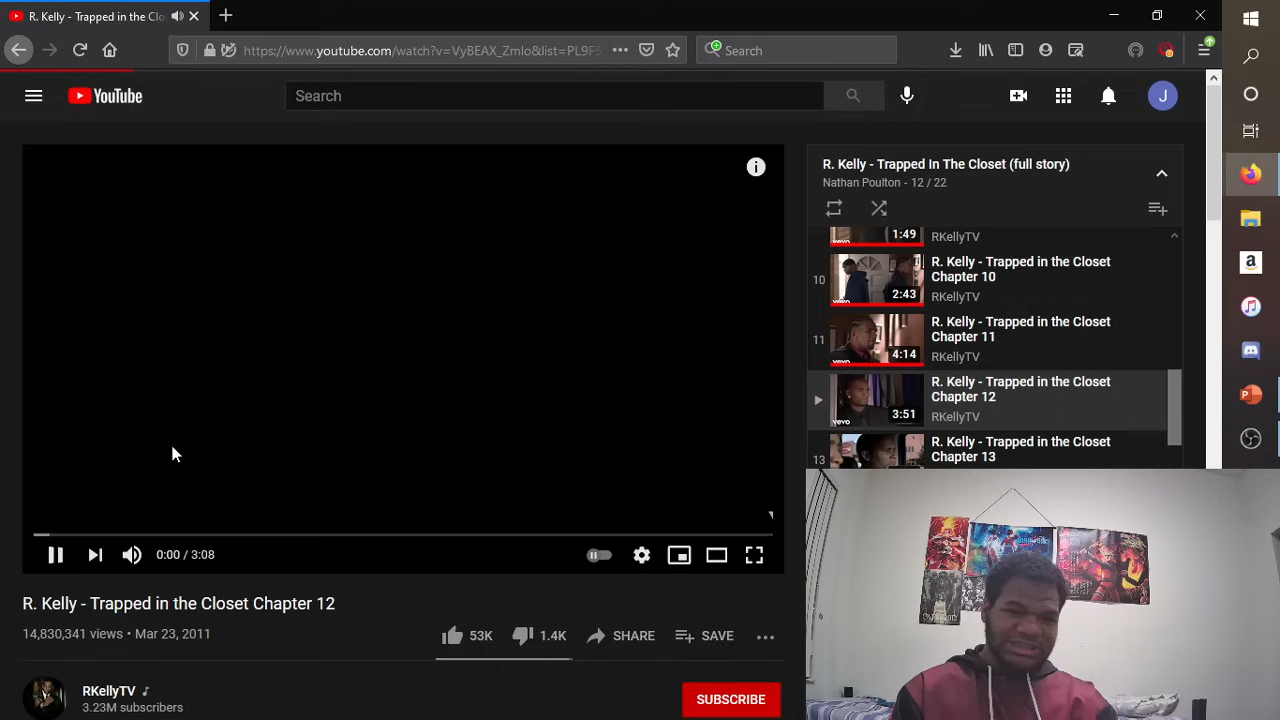 R. Kelly - Trapped in the Clo
https://www.youtube.com/watch?v=VyBEAX_Zmlo&list=PL9F5
Search
YouTube
Search
J
R. Kelly - Trapped In The Closet (full story)
Nathan Poulton - 12 / 22
1:49
RKellyTV
10
vevo
2:43
R. Kelly - Trapped in the Closet
Chapter 10
RKellyTV
11
vevo
4:14
R. Kelly - Trapped in the Closet
Chapter 11
RKellyTV
vevo
3:51
R. Kelly - Trapped in the Closet
Chapter 12
RKellyTV
13
R. Kelly - Trapped in the Closet
Chapter 13
0:00 / 3:08
R. Kelly - Trapped in the Closet Chapter 12
14,830,341 views • Mar 23, 2011
53K
1.4K
SHARE
SAVE
RKellyTV
3.23M subscribers
SUBSCRIBE